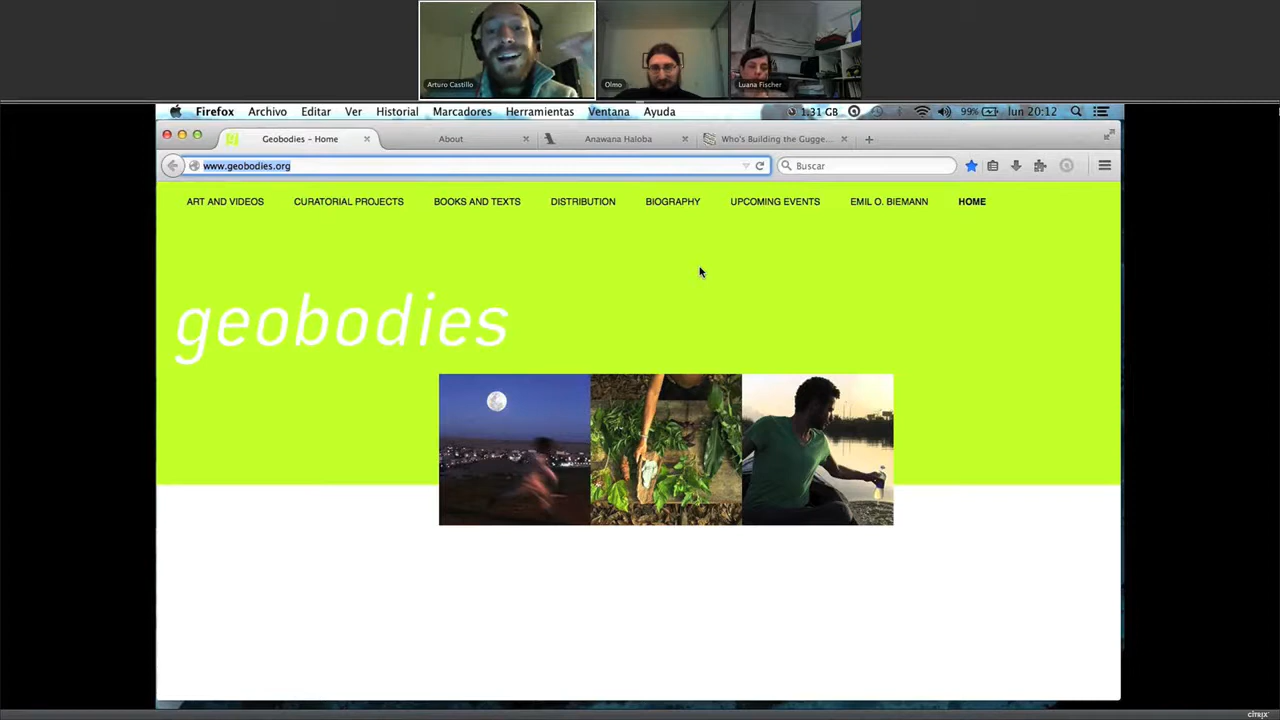 Arturo Castillo
Olmo
Luana Fischer
Firefox Archivo Editar Ver Historial Marcadores Herramientas Ventana Ayuda 1.31 GB 99% lun 20:12
Geobodies - Home About Anawana Haloba Who's Building the Gugge...
www.geobodies.org Buscar
ART AND VIDEOS CURATORIAL PROJECTS BOOKS AND TEXTS DISTRIBUTION BIOGRAPHY UPCOMING EVENTS EMIL O. BIEMANN HOME
geobodies
CITRIX